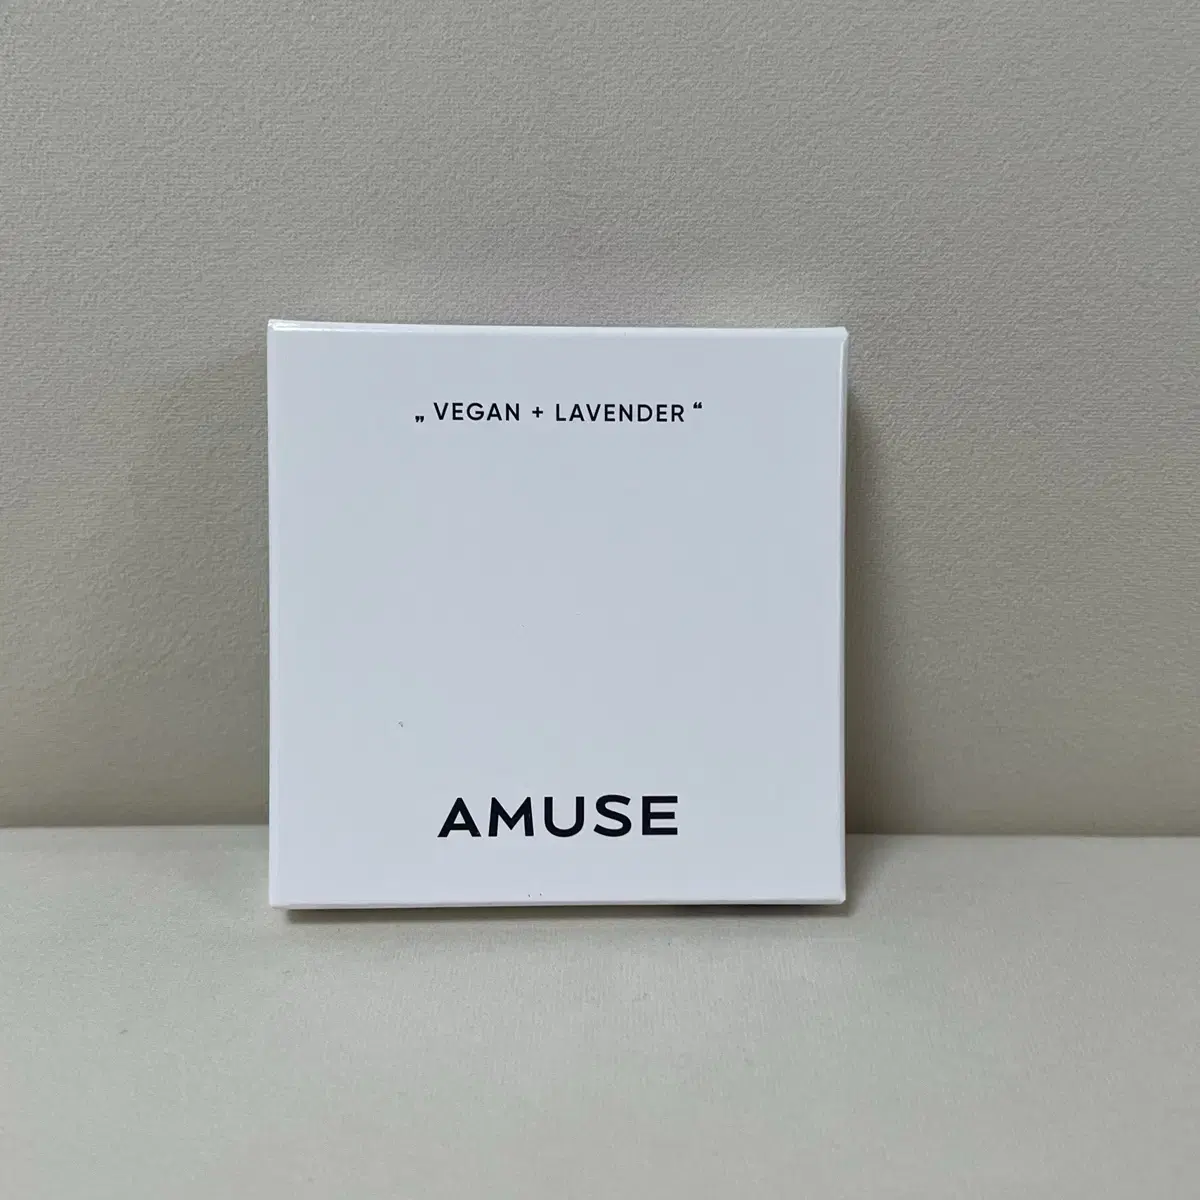 „ VEGAN + LAVENDER “
AMUSE